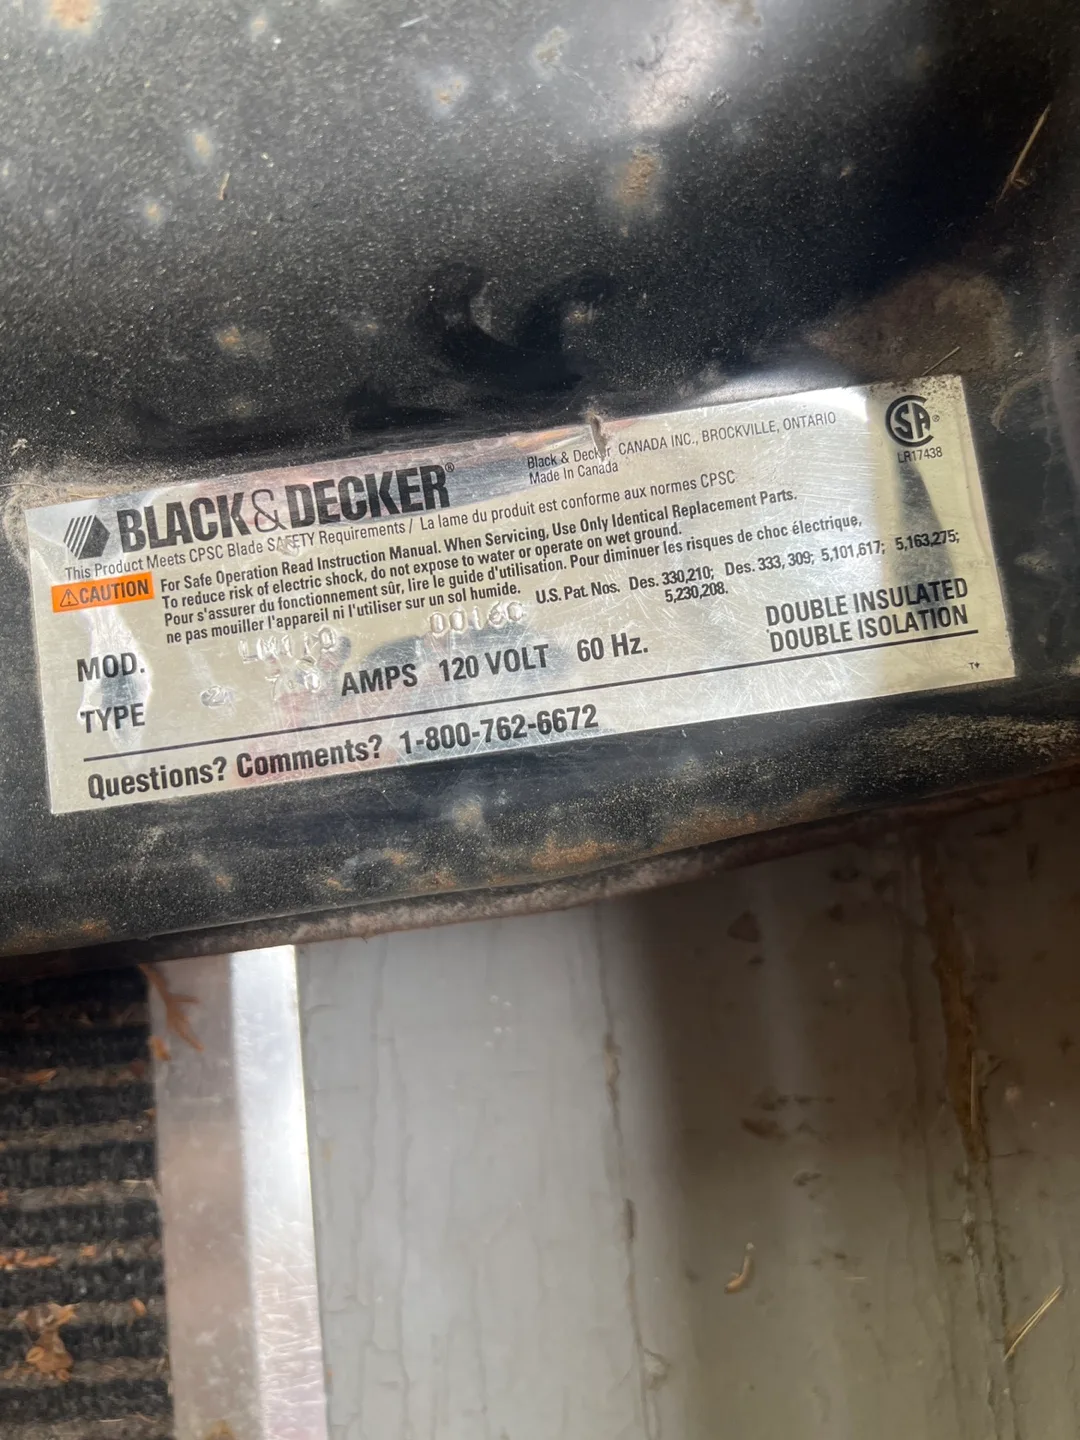 BLACK & DECKER®
Black & Decker CANADA INC., BROCKVILLE, ONTARIO
Made In Canada
SA®
LR17438
This Product Meets CPSC Blade SAFETY Requirements / La lame du produit est conforme aux normes CPSC
CAUTION
For Safe Operation Read Instruction Manual. When Servicing, Use Only Identical Replacement Parts.
To reduce risk of electric shock, do not expose to water or operate on wet ground.
Pour s'assurer du fonctionnement sûr, lire le guide d'utilisation. Pour diminuer les risques de choc électrique,
ne pas mouiller l'appareil ni l'utiliser sur un sol humide.
U.S. Pat. Nos. Des. 330,210; Des. 333, 309; 5,101,617; 5,163,275;
5,230,208.
MOD.
TYPE 2 AMPS 120 VOLT 60 Hz.
DOUBLE INSULATED
DOUBLE ISOLATION
Questions? Comments? 1-800-762-6672